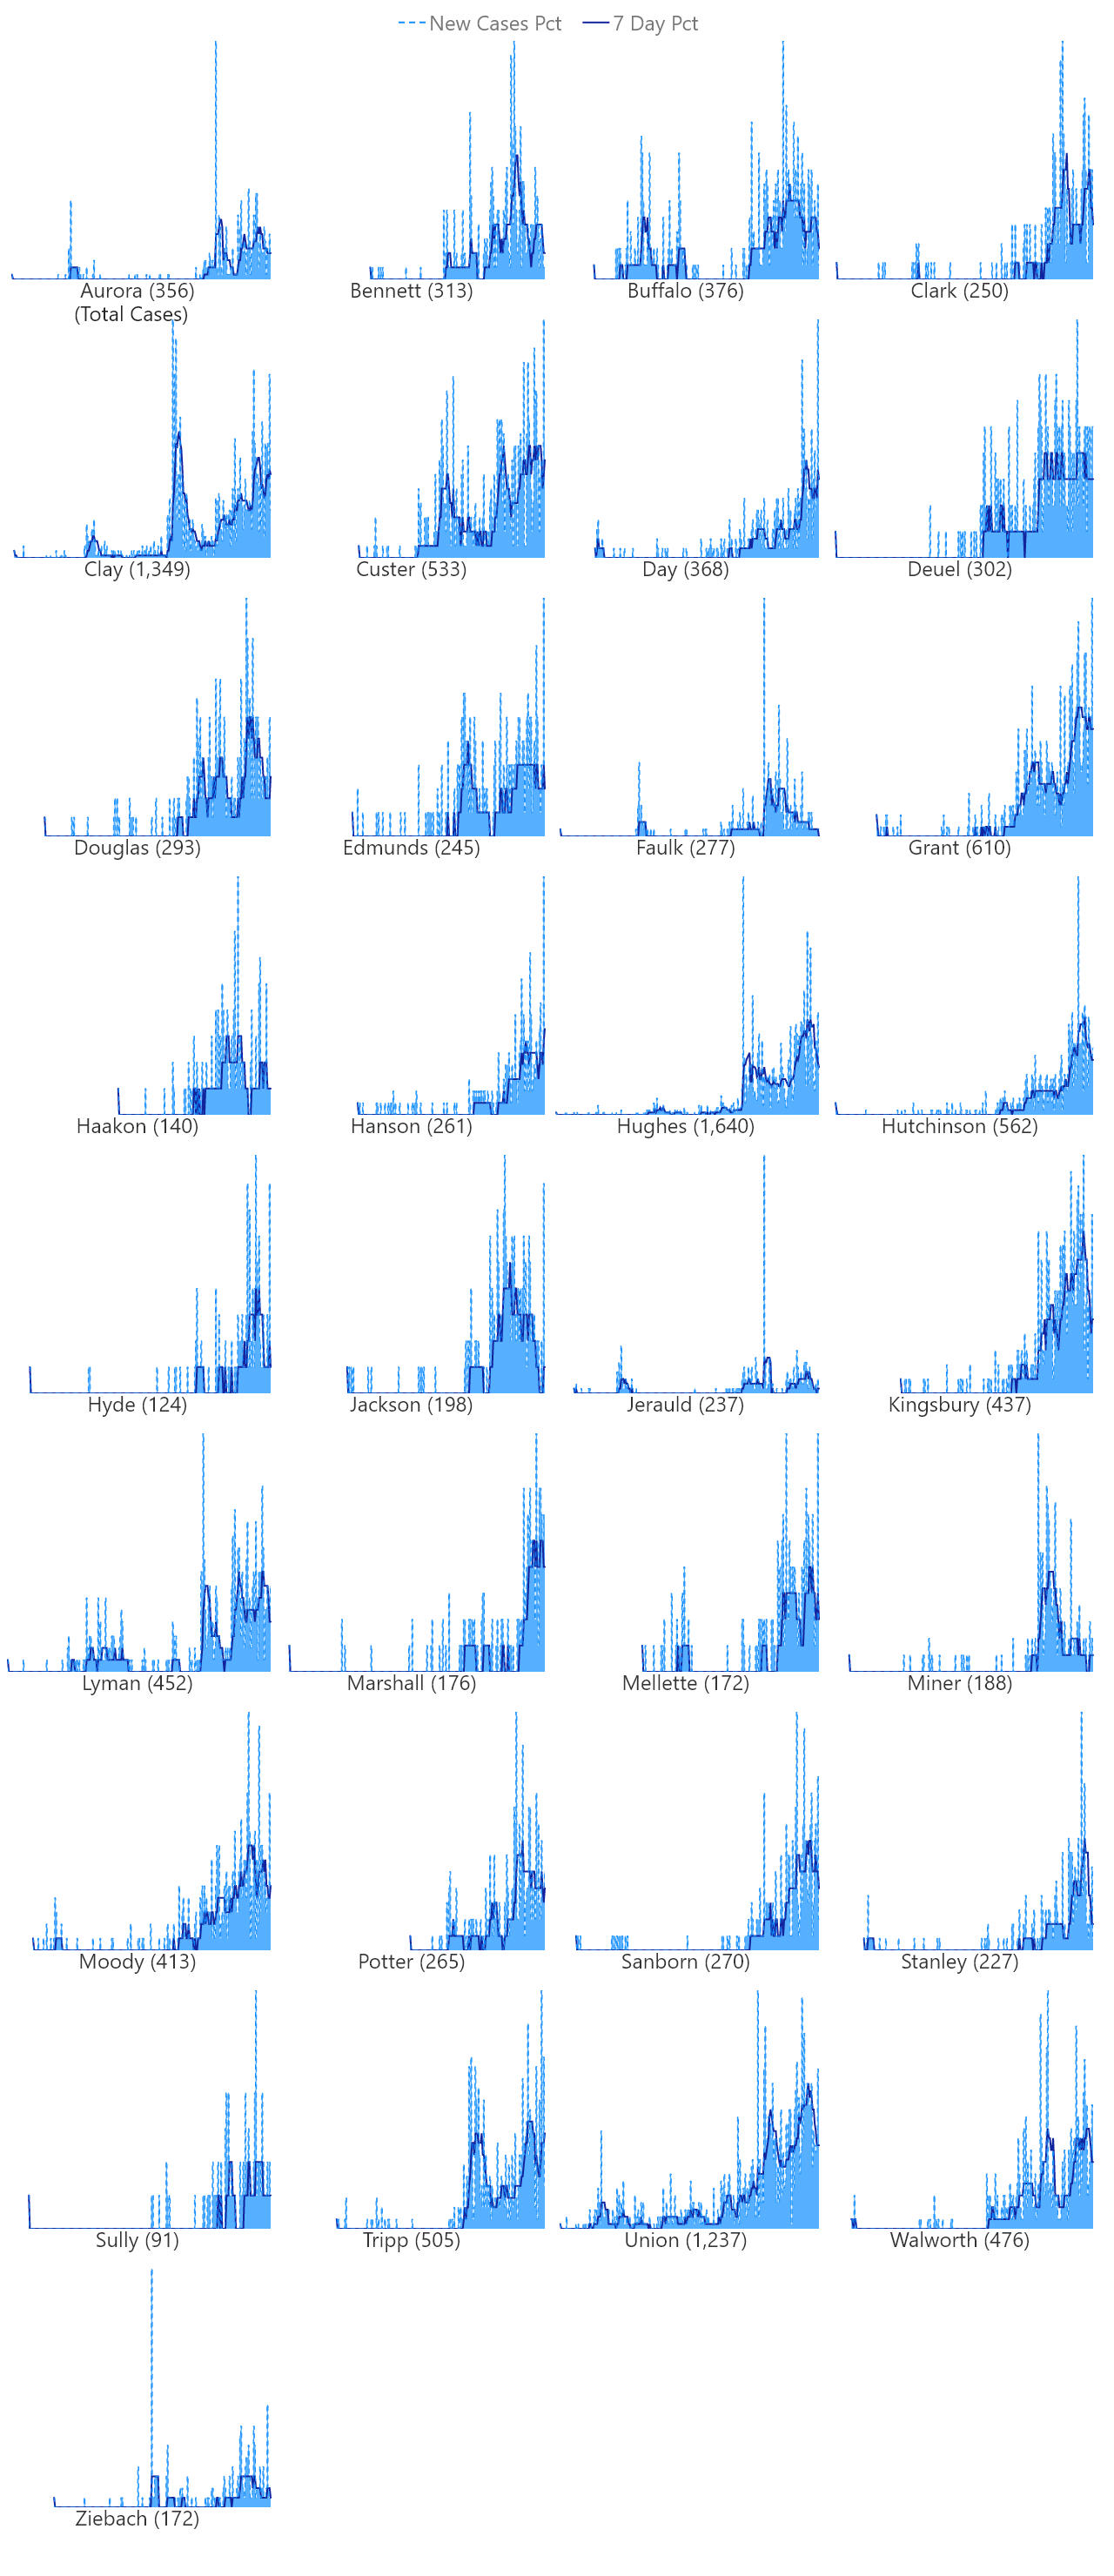 New Cases Pct 7 Day Pct
Aurora (356) Bennett (313) Buffalo (376) Clark (250)
(Total Cases)
Clay (1,349) Custer (533) Day (368) Deuel (302)
Douglas (293) Edmunds (245) Faulk (277) Grant (610)
Haakon (140) Hanson (261) Hughes (1,640) Hutchinson (562)
Hyde (124) Jackson (198) Jerauld (237) Kingsbury (437)
Lyman (452) Marshall (176) Mellette (172) Miner (188)
Moody (413) Potter (265) Sanborn (270) Stanley (227)
Sully (91) Tripp (505) Union (1,237) Walworth (476)
Ziebach (172)